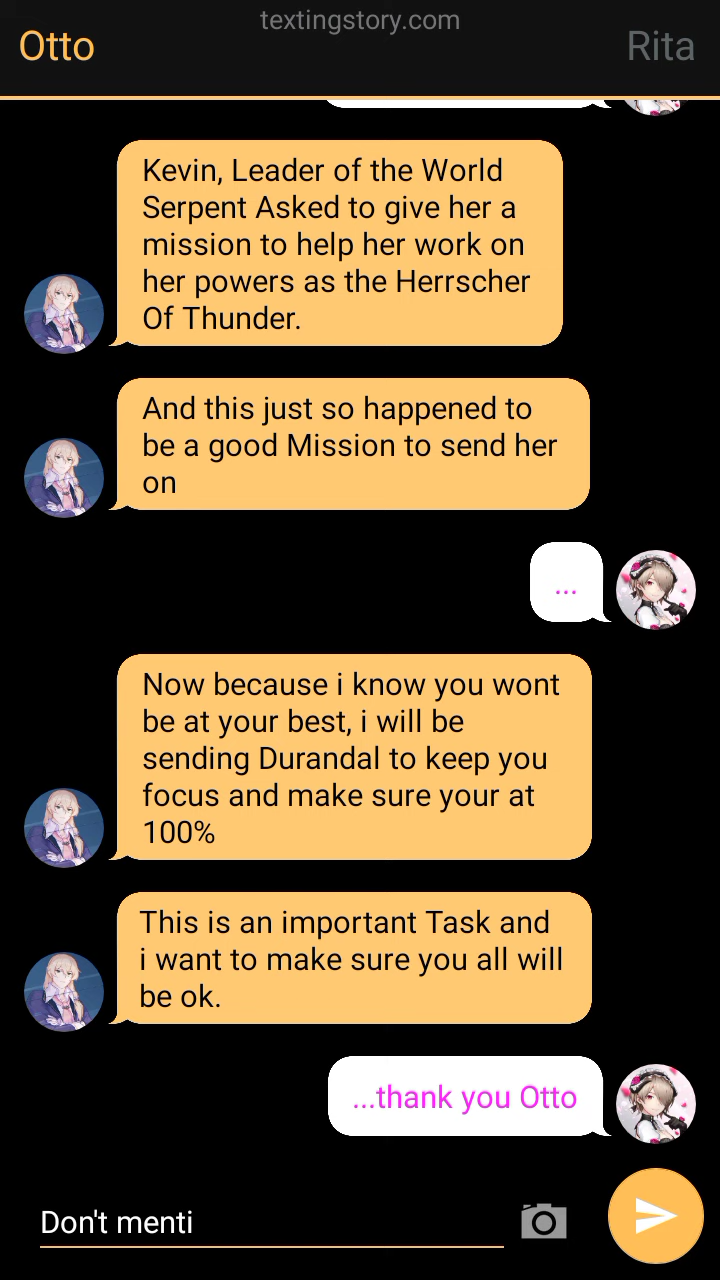 textingstory.com
Otto
Rita
Kevin, Leader of the World
Serpent Asked to give her a
mission to help her work on
her powers as the Herrscher
Of Thunder.
And this just so happened to
be a good Mission to send her
on
...
Now because i know you wont
be at your best, i will be
sending Durandal to keep you
focus and make sure your at
100%
This is an important Task and
i want to make sure you all will
be ok.
...thank you Otto
Don't menti